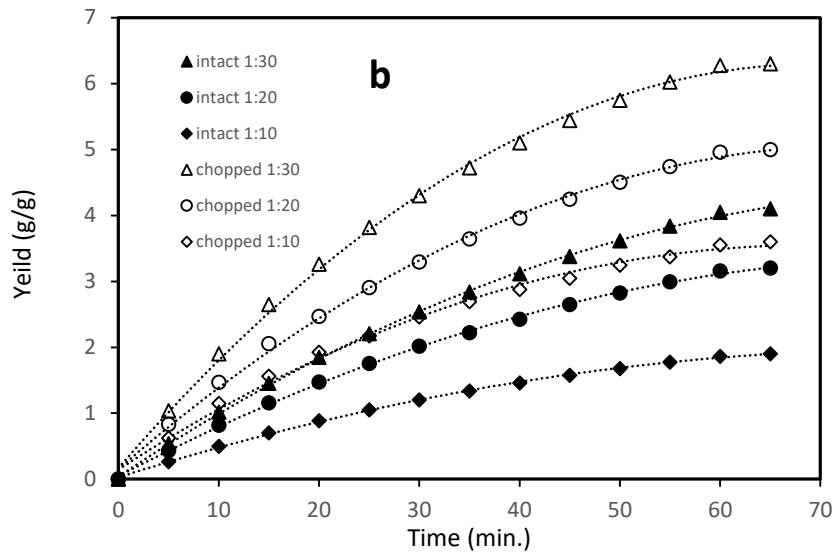 7
6
5
4
3
2
1
0
Yeild (g/g)
b
intact 1:30
intact 1:20
intact 1:10
chopped 1:30
chopped 1:20
chopped 1:10
0 10 20 30 40 50 60 70
Time (min.)